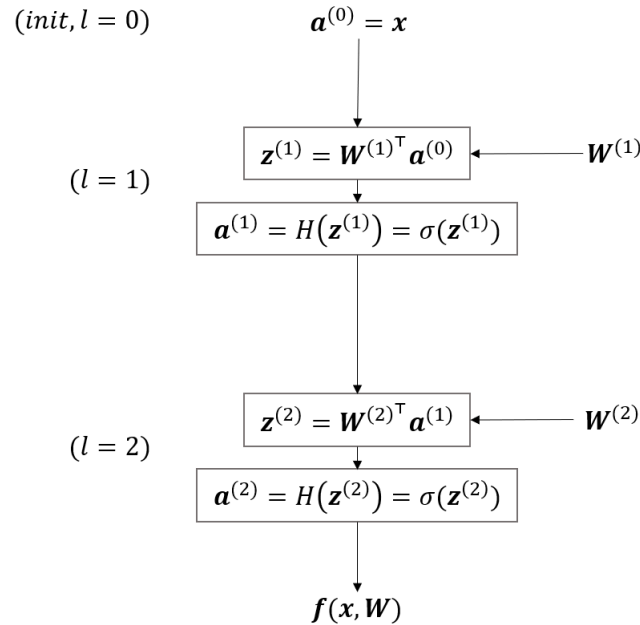 (init, l = 0) a⁽⁰⁾ = x
z⁽¹⁾ = W⁽¹⁾ᵀ a⁽⁰⁾ W⁽¹⁾
(l = 1)
a⁽¹⁾ = H(z⁽¹⁾) = σ(z⁽¹⁾)
z⁽²⁾ = W⁽²⁾ᵀ a⁽¹⁾ W⁽²⁾
(l = 2)
a⁽²⁾ = H(z⁽²⁾) = σ(z⁽²⁾)
f(x, W)